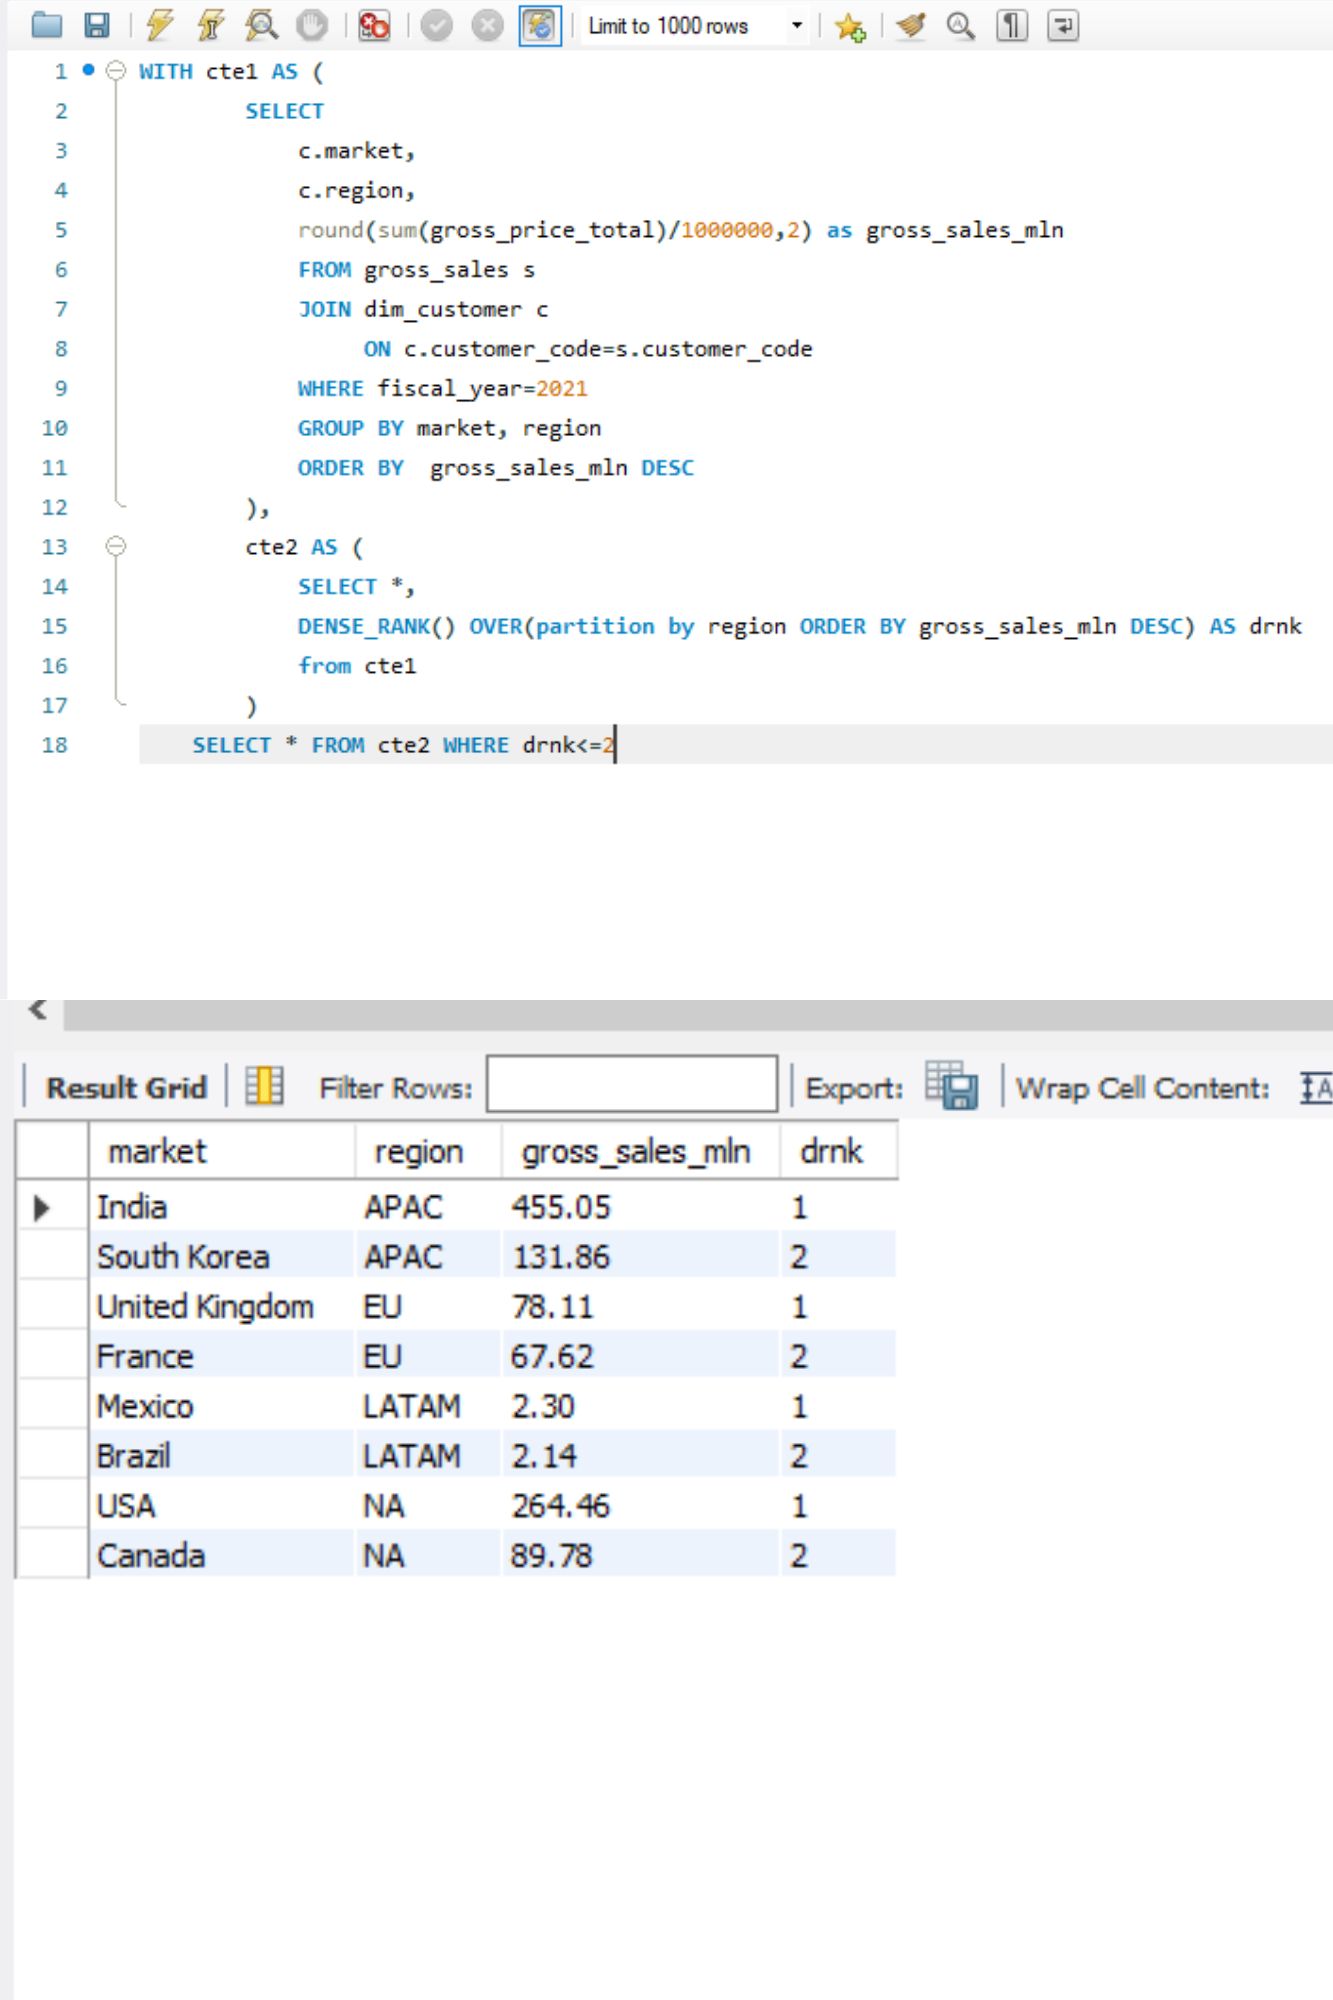 Limit to 1000 rows
1 WITH cte1 AS (
2 SELECT
3 c.market,
4 c.region,
5 round(sum(gross_price_total)/1000000,2) as gross_sales_mln
6 FROM gross_sales s
7 JOIN dim_customer c
8 ON c.customer_code=s.customer_code
9 WHERE fiscal_year=2021
10 GROUP BY market, region
11 ORDER BY  gross_sales_mln DESC
12 ),
13 cte2 AS (
14 SELECT *,
15 DENSE_RANK() OVER(partition by region ORDER BY gross_sales_mln DESC) AS drnk
16 from cte1
17 )
18 SELECT * FROM cte2 WHERE drnk<=2
Result Grid Filter Rows: Export: Wrap Cell Content:
market region gross_sales_mln drnk
India APAC 455.05 1
South Korea APAC 131.86 2
United Kingdom EU 78.11 1
France EU 67.62 2
Mexico LATAM 2.30 1
Brazil LATAM 2.14 2
USA NA 264.46 1
Canada NA 89.78 2